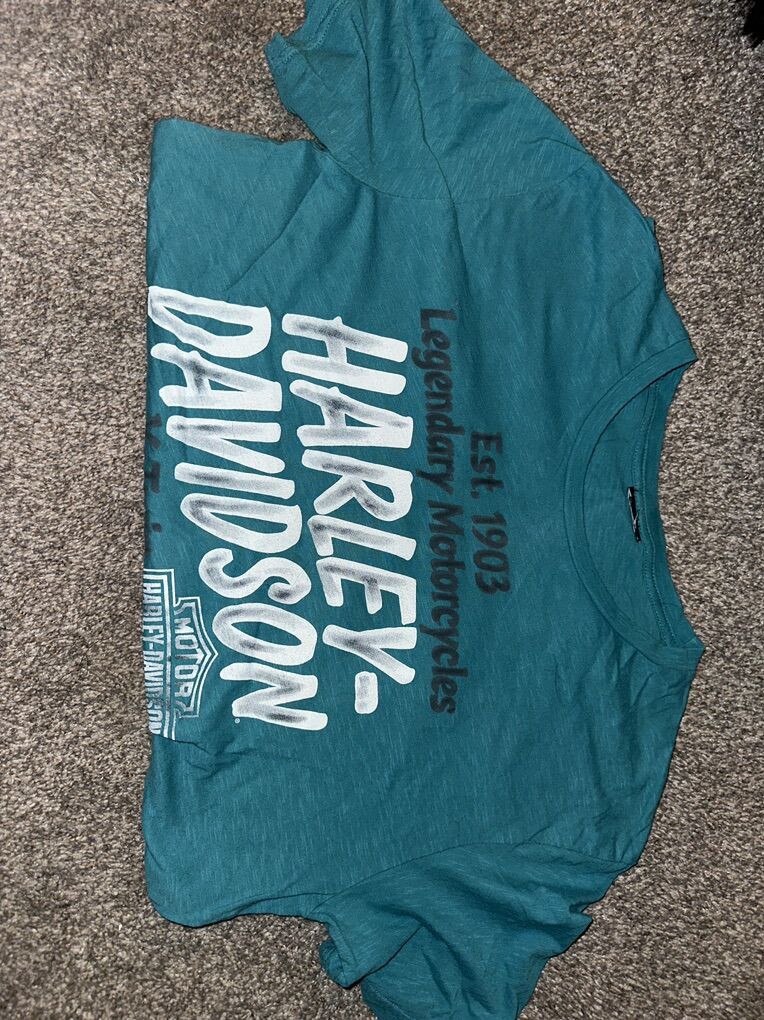 Est. 1903
Legendary Motorcycles
HARLEY-
DAVIDSON
MOTOR
HARLEY-DAVIDSON